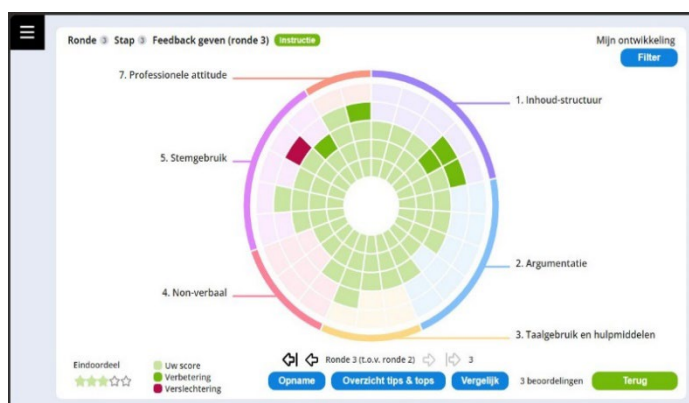 Ronde 3 Stap 3 Feedback geven (ronde 3) Instructie
Mijn ontwikkeling
Filter
7. Professionele attitude
1. Inhoud-structuur
5. Stemgebruik
2. Argumentatie
4. Non-verbaal
3. Taalgebruik en hulpmiddelen
Eindoordeel
Uw score
Verbetering
Verslechtering
Ronde 3 (t.o.v. ronde 2) 3
Opname Overzicht tips & tops Vergelijk 3 beoordelingen Terug